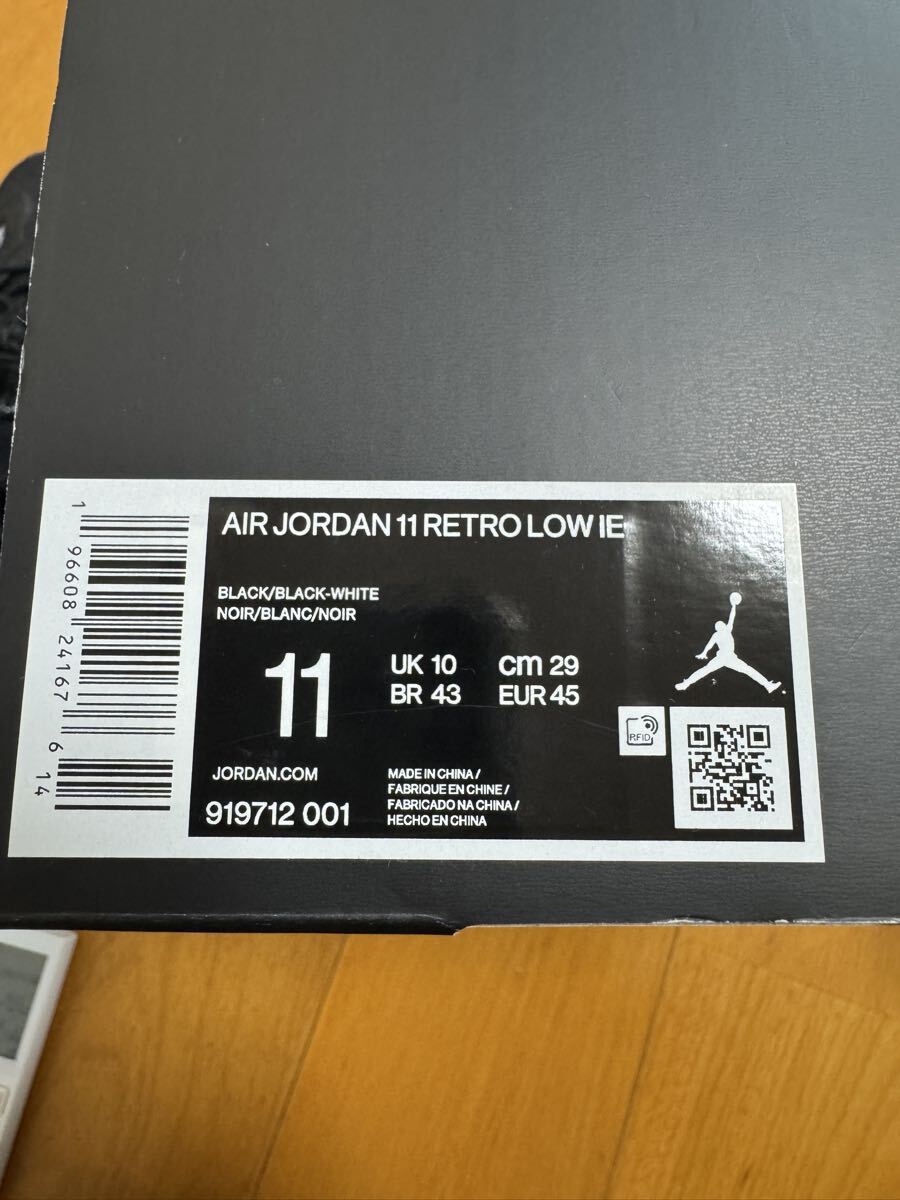 AIR JORDAN 11 RETRO LOW IE
BLACK/BLACK-WHITE
NOIR/BLANC/NOIR
11
UK 10
cm 29
BR 43
EUR 45
RFID
JORDAN.COM
919712 001
MADE IN CHINA /
FABRIQUE EN CHINE /
FABRICADO NA CHINA /
HECHO EN CHINA
1 96608 24167 6 14